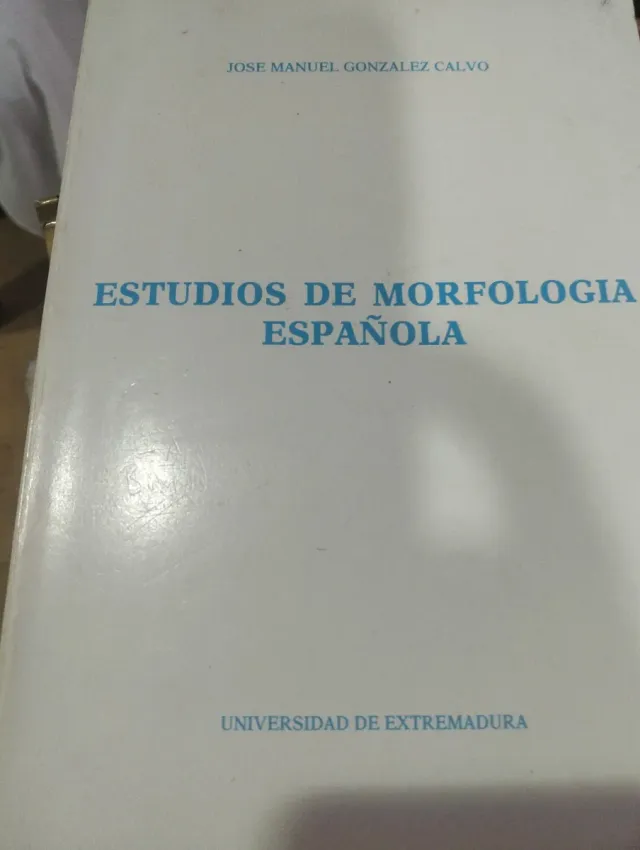 JOSE MANUEL GONZALEZ CALVO
ESTUDIOS DE MORFOLOGIA
ESPAÑOLA
UNIVERSIDAD DE EXTREMADURA